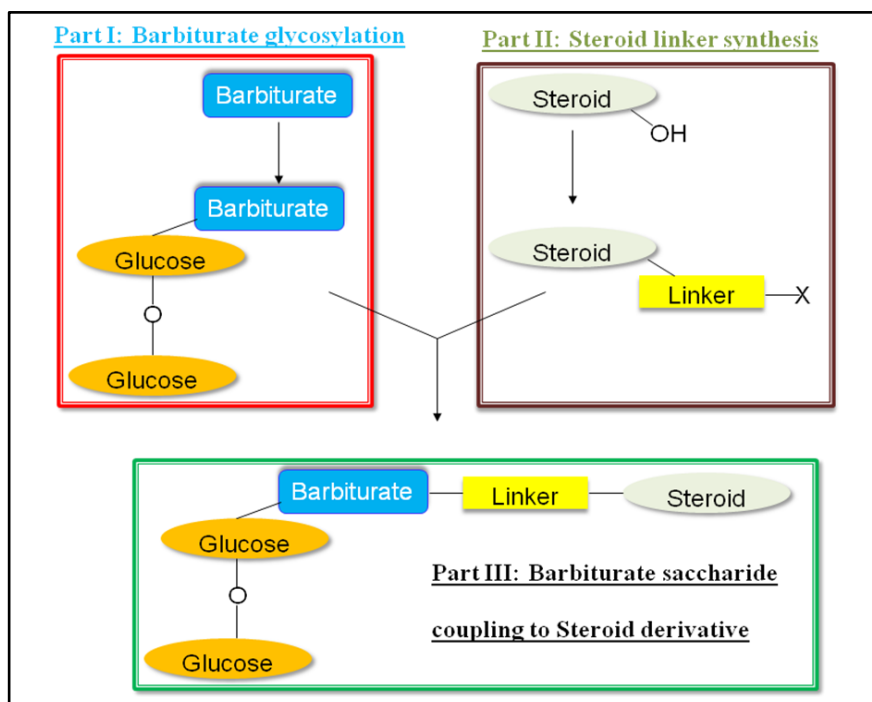 Part I: Barbiturate glycosylation
Barbiturate
Barbiturate
Glucose
O
Glucose
Part II: Steroid linker synthesis
Steroid
OH
Steroid
Linker
X
Barbiturate
Linker
Steroid
Glucose
O
Glucose
Part III: Barbiturate saccharide
coupling to Steroid derivative